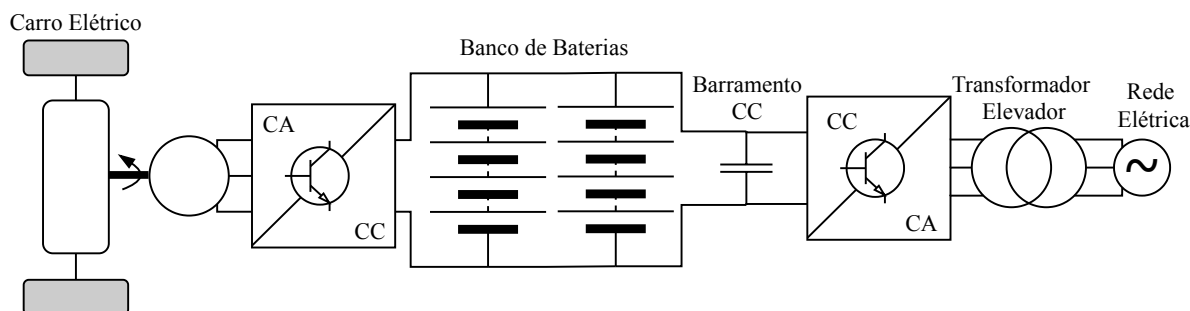 Carro Elétrico
Banco de Baterias
Barramento
CC
Transformador
Elevador
Rede
Elétrica
CA
CC
CC
CA
~